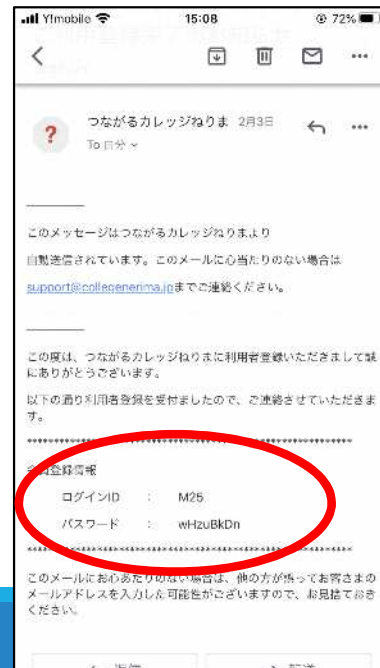 Y!mobile 15:08 72%
?
つながるカレッジねりま 2月3日
To 自分
このメッセージはつながるカレッジねりまより
自動送信されています。このメールに心当たりのない場合は
support@collegenerima.jpまでご連絡ください。
この度は、つながるカレッジねりまに利用者登録いただきまして誠
にありがとうございます。
以下の通り利用者登録を受付ましたので、ご連絡させていただきま
す。
会員登録情報
ログインID : M25
パスワード : wHzuBkDn
このメールにお心あたりのない場合は、他の方が誤ってお客さまの
メールアドレスを入力した可能性がございますので、お見捨ておき
ください。
返信 転送